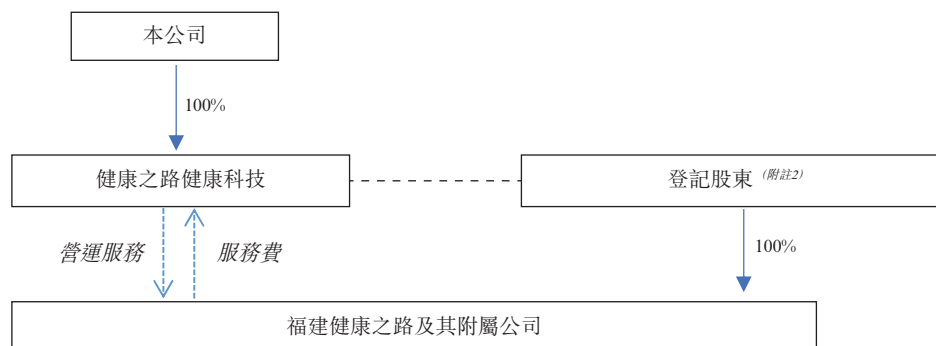 本公司
100%
健康之路健康科技
登記股東 (附註2)
營運服務 服務費
100%
福建健康之路及其附屬公司